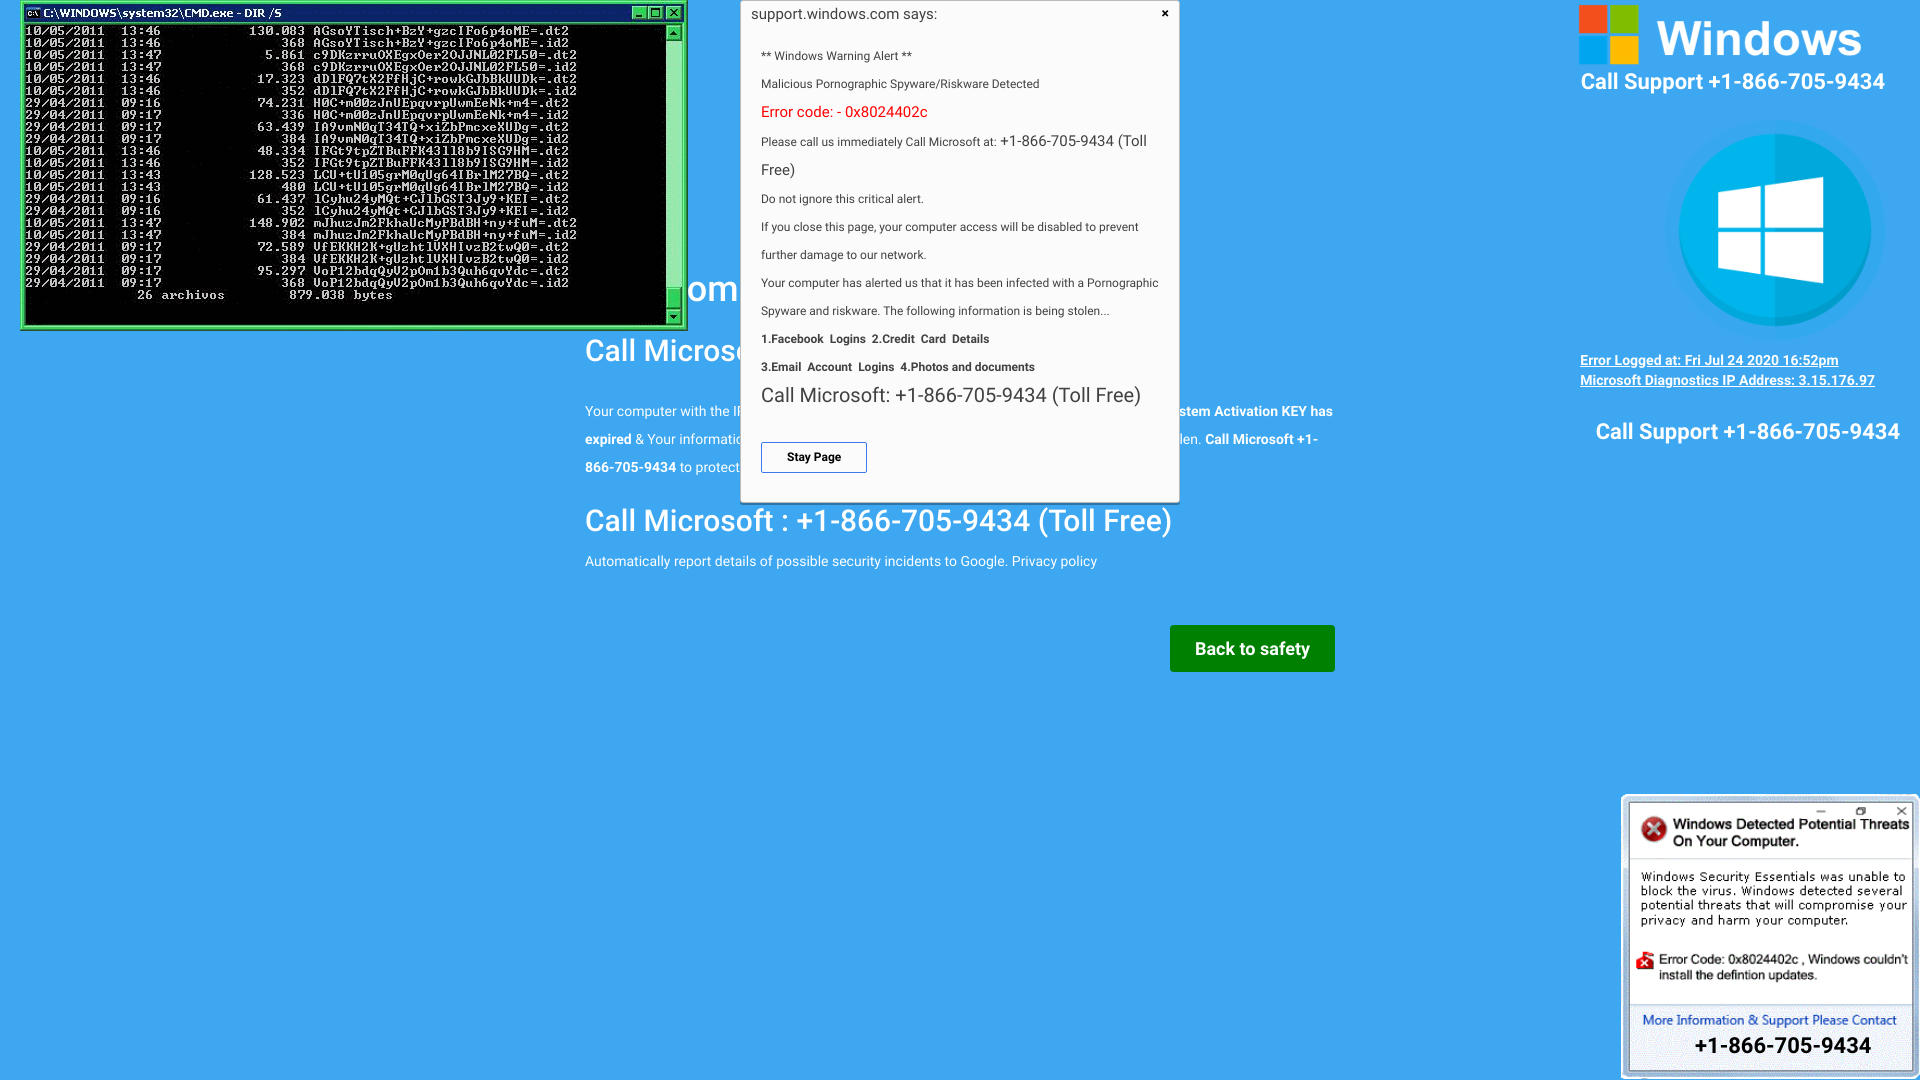 C:\WINDOWS\system32\CMD.exe - DIR /S
10/05/2011 13:46 130.083 AGsoYTisch+BzY+gzcIFo6p4oME=.dt2
10/05/2011 13:46 368 AGsoYTisch+BzY+gzcIFo6p4oME=.id2
10/05/2011 13:47 5.861 c9DKzrruOXEgxOer2OJJNL02FL50=.dt2
10/05/2011 13:47 368 c9DKzrruOXEgxOer2OJJNL02FL50=.id2
10/05/2011 13:46 17.323 dDlFQ7tX2FfHjC+rowkGJbBkUUDk=.dt2
10/05/2011 13:46 352 dDlFQ7tX2FfHjC+rowkGJbBkUUDk=.id2
29/04/2011 09:16 74.231 H0C+m00zJnUEpqvrpUwmEeNk+m4=.dt2
29/04/2011 09:17 336 H0C+m00zJnUEpqvrpUwmEeNk+m4=.id2
29/04/2011 09:17 63.439 IA9vmN0qT34TQ+xiZbPmcxeXUDg=.dt2
29/04/2011 09:17 384 IA9vmN0qT34TQ+xiZbPmcxeXUDg=.id2
10/05/2011 13:46 48.334 IFGt9tpZTBuFFK43ll8b9ISG9HM=.dt2
10/05/2011 13:46 352 IFGt9tpZTBuFFK43ll8b9ISG9HM=.id2
10/05/2011 13:43 128.523 LCU+tU105grM0qUg64IBrlM27BQ=.dt2
10/05/2011 13:43 480 LCU+tU105grM0qUg64IBrlM27BQ=.id2
29/04/2011 09:16 61.437 lCyhu24yMQt+CJlbGST3Jy9+KEI=.dt2
29/04/2011 09:16 352 lCyhu24yMQt+CJlbGST3Jy9+KEI=.id2
10/05/2011 13:47 148.902 mJhuzJm2FkhaUcMyPBdBH+ny+fuM=.dt2
10/05/2011 13:47 384 mJhuzJm2FkhaUcMyPBdBH+ny+fuM=.id2
29/04/2011 09:17 72.589 VfEKKH2K+gUzhtlVXHIvzB2twQ0=.dt2
29/04/2011 09:17 384 VfEKKH2K+gUzhtlVXHIvzB2twQ0=.id2
29/04/2011 09:17 95.297 VoP12bdqQyV2pOm1b3Quh6qvYdc=.dt2
29/04/2011 09:17 368 VoP12bdqQyV2pOm1b3Quh6qvYdc=.id2
26 archivos 879.038 bytes
support.windows.com says:
×
** Windows Warning Alert **
Malicious Pornographic Spyware/Riskware Detected
Error code: - 0x8024402c
Please call us immediately Call Microsoft at: +1-866-705-9434 (Toll
Free)
Do not ignore this critical alert.
If you close this page, your computer access will be disabled to prevent
further damage to our network.
Your computer has alerted us that it has been infected with a Pornographic
Spyware and riskware. The following information is being stolen...
1.Facebook Logins 2.Credit Card Details
3.Email Account Logins 4.Photos and documents
Call Microsoft: +1-866-705-9434 (Toll Free)
Stay Page
om
Call Micros
Your computer with the I stem Activation KEY has
expired & Your informatio len. Call Microsoft +1-
866-705-9434 to protect
Call Microsoft : +1-866-705-9434 (Toll Free)
Automatically report details of possible security incidents to Google. Privacy policy
Back to safety
Windows
Call Support +1-866-705-9434
Error Logged at: Fri Jul 24 2020 16:52pm
Microsoft Diagnostics IP Address: 3.15.176.97
Call Support +1-866-705-9434
Windows Detected Potential Threats
On Your Computer.
Windows Security Essentials was unable to
block the virus. Windows detected several
potential threats that will compromise your
privacy and harm your computer.
Error Code: 0x8024402c , Windows couldn't
install the defintion updates.
More Information & Support Please Contact
+1-866-705-9434